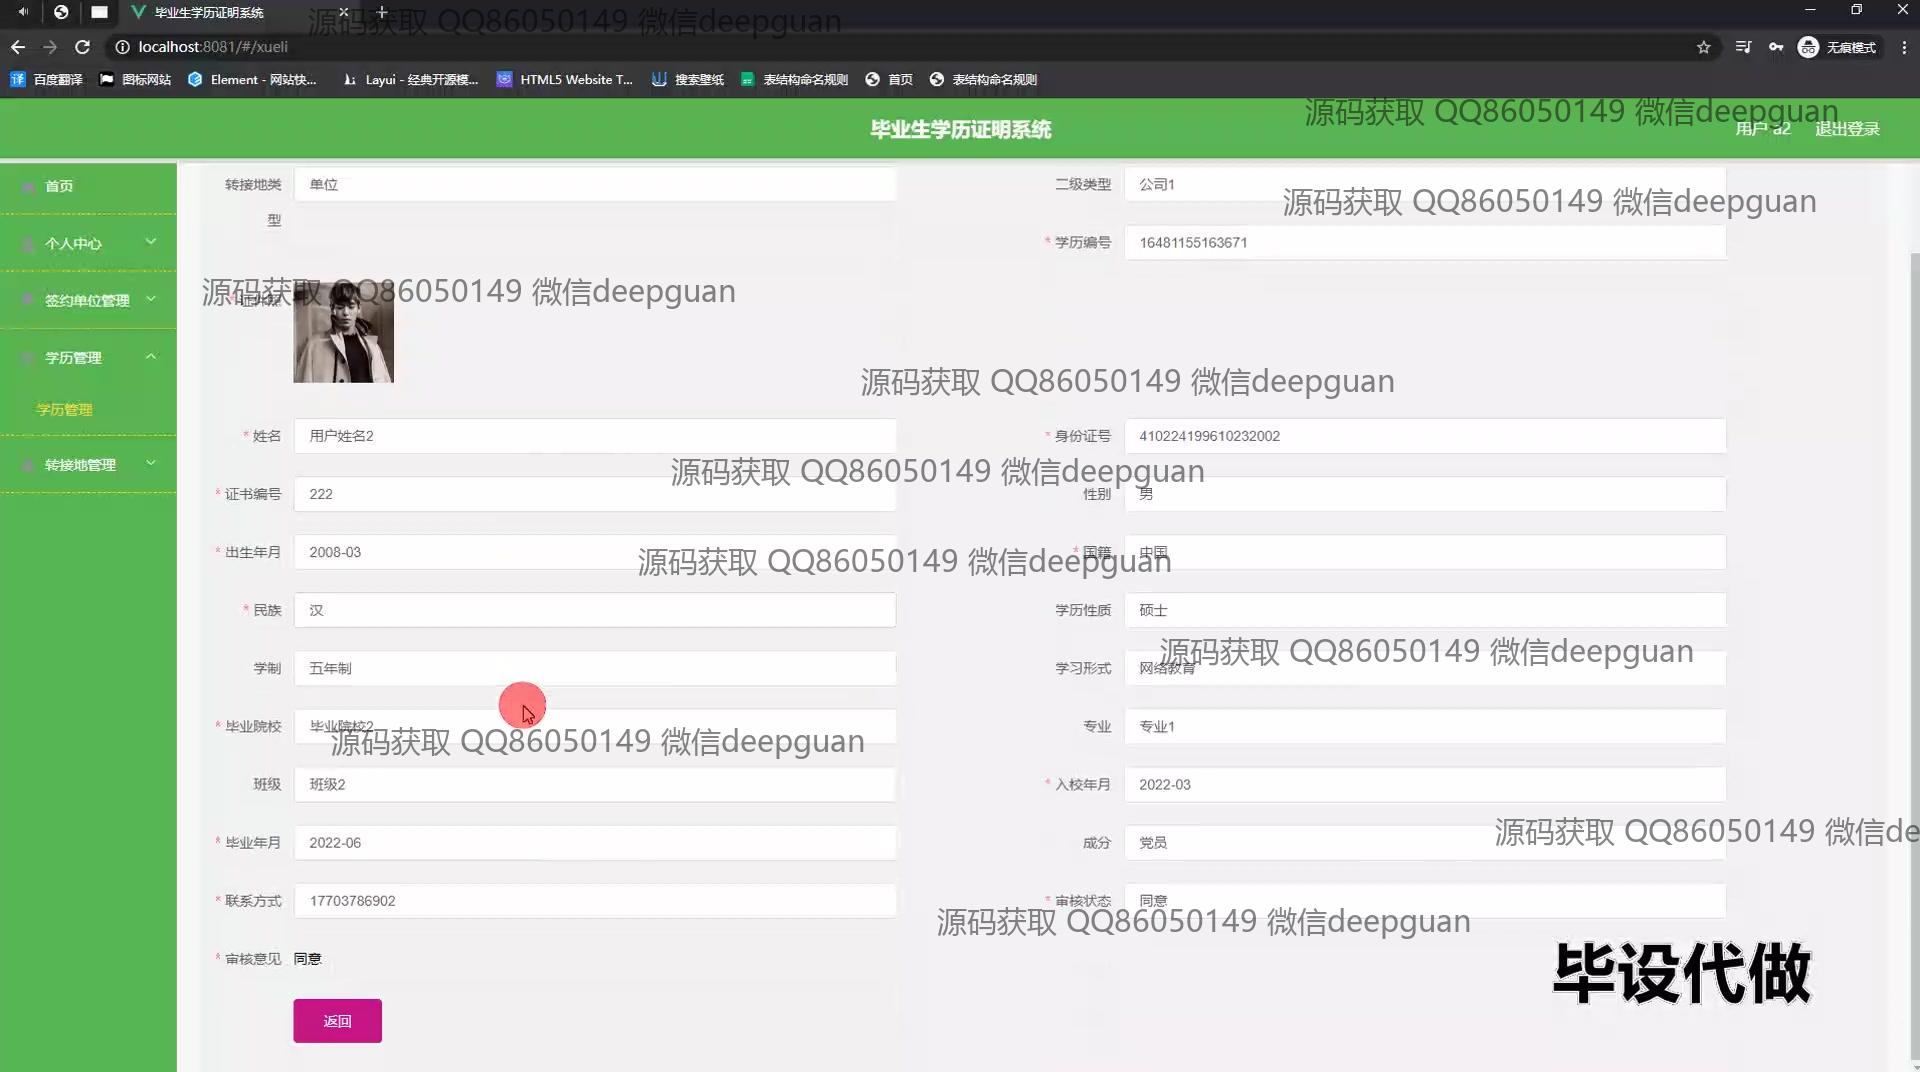 毕业生学历证明系统
源码获取 QQ86050149 微信deepguan
localhost:8081/#/xueli
无痕模式
百度翻译
图标网站
Element - 网站快...
Layui - 经典开源模...
HTML5 Website T...
搜索壁纸
表结构命名规则
首页
表结构命名规则
毕业生学历证明系统
源码获取 QQ86050149 微信deepguan
用户 a2
退出登录
首页
个人中心
签约单位管理
学历管理
学历管理
转接地管理
转接地类型 单位
二级类型 公司1
源码获取 QQ86050149 微信deepguan
* 学历编号 16481155163671
源码获取 QQ86050149 微信deepguan
源码获取 QQ86050149 微信deepguan
* 姓名 用户姓名2
* 身份证号 410224199610232002
源码获取 QQ86050149 微信deepguan
* 证书编号 222
性别 男
* 出生年月 2008-03
* 国籍 中国
源码获取 QQ86050149 微信deepguan
* 民族 汉
学历性质 硕士
源码获取 QQ86050149 微信deepguan
学制 五年制
学习形式 网络教育
* 毕业院校 毕业院校2
专业 专业1
源码获取 QQ86050149 微信deepguan
班级 班级2
* 入校年月 2022-03
* 毕业年月 2022-06
成分 党员
源码获取 QQ86050149 微信de
* 联系方式 17703786902
* 审核状态 同意
源码获取 QQ86050149 微信deepguan
* 审核意见 同意
毕设代做
返回